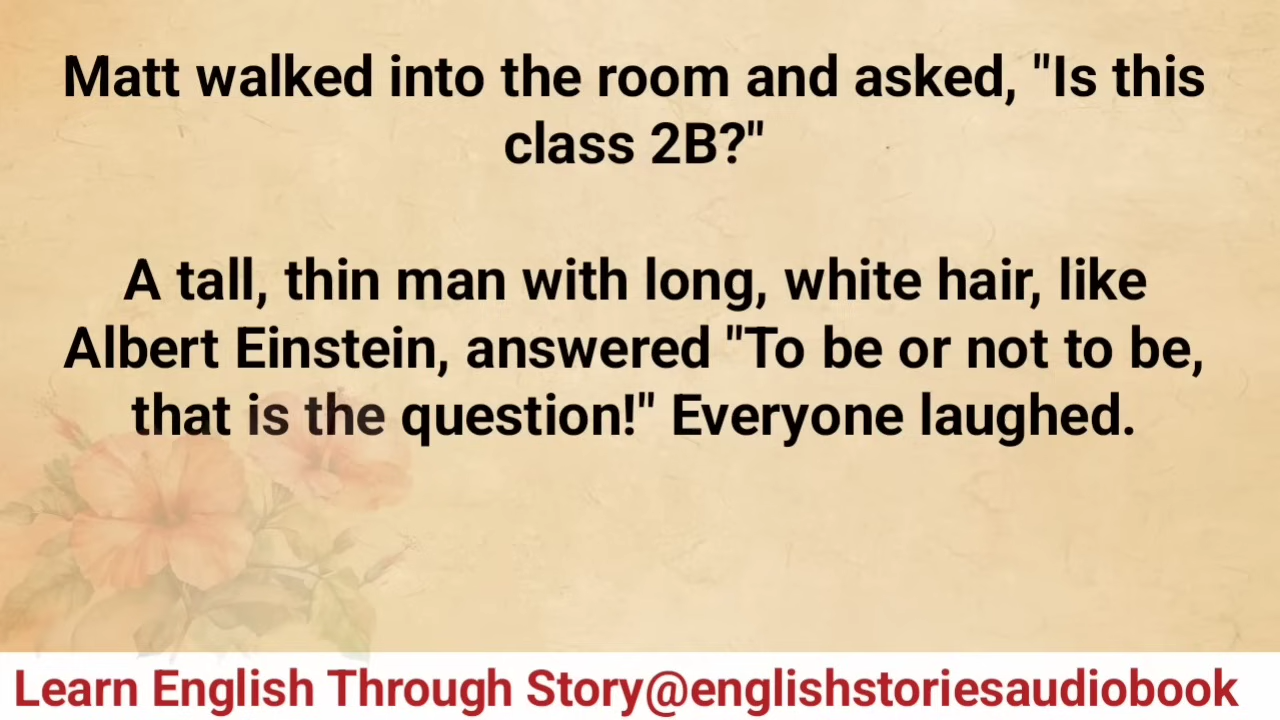 Matt walked into the room and asked, "Is this
class 2B?"
A tall, thin man with long, white hair, like
Albert Einstein, answered "To be or not to be,
that is the question!" Everyone laughed.
Learn English Through Story@englishstoriesaudiobook